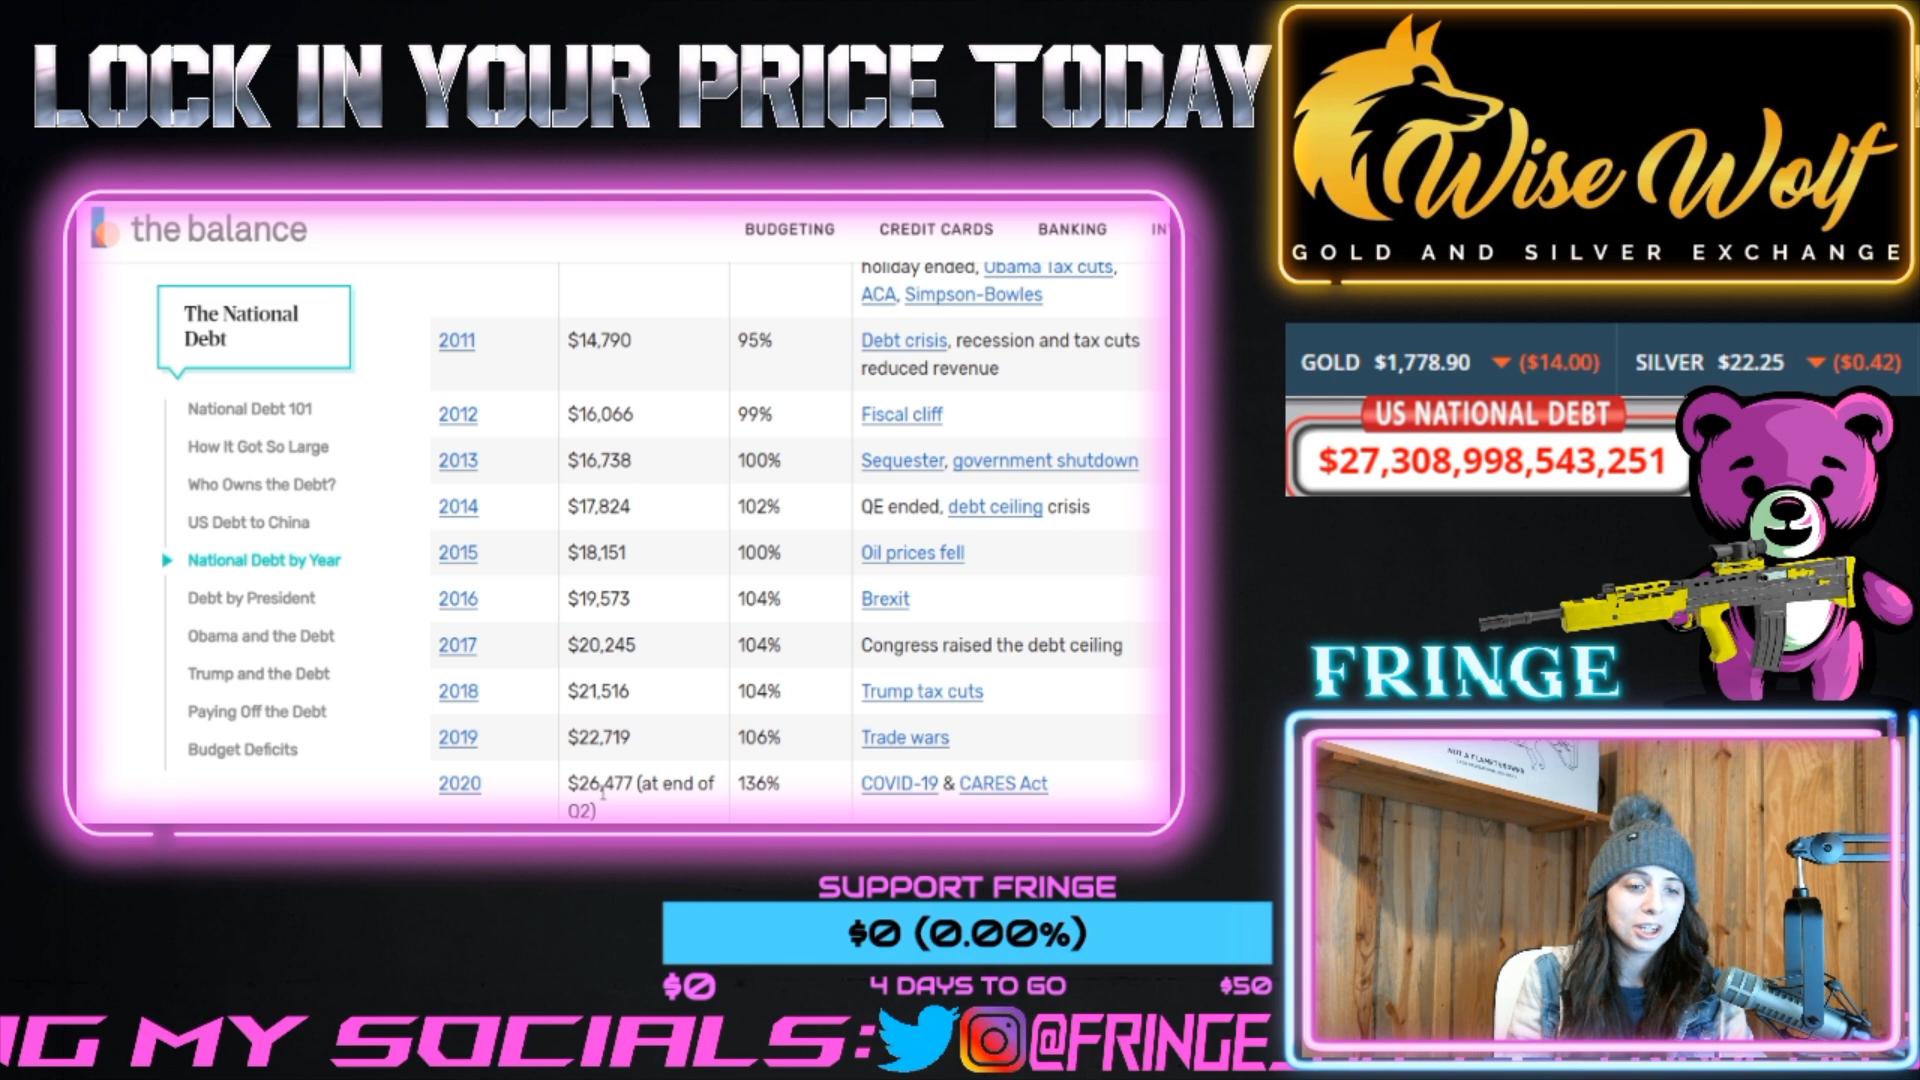 LOCK IN YOUR PRICE TODAY
Wise Wolf
GOLD AND SILVER EXCHANGE
the balance
BUDGETING CREDIT CARDS BANKING IN
The National
Debt
National Debt 101
How It Got So Large
Who Owns the Debt?
US Debt to China
National Debt by Year
Debt by President
Obama and the Debt
Trump and the Debt
Paying Off the Debt
Budget Deficits
holiday ended, Obama Tax cuts,
ACA, Simpson-Bowles
2011 $14,790 95% Debt crisis, recession and tax cuts
reduced revenue
2012 $16,066 99% Fiscal cliff
2013 $16,738 100% Sequester, government shutdown
2014 $17,824 102% QE ended, debt ceiling crisis
2015 $18,151 100% Oil prices fell
2016 $19,573 104% Brexit
2017 $20,245 104% Congress raised the debt ceiling
2018 $21,516 104% Trump tax cuts
2019 $22,719 106% Trade wars
2020 $26,477 (at end of 136% COVID-19 & CARES Act
Q2)
GOLD $1,778.90 ($14.00) SILVER $22.25 ($0.42)
US NATIONAL DEBT
$27,308,998,543,251
FRINGE
NOT A FLAMETHROWER
SUPPORT FRINGE
$0 (0.00%)
$0 4 DAYS TO GO $50
NG MY SOCIALS: @FRINGE